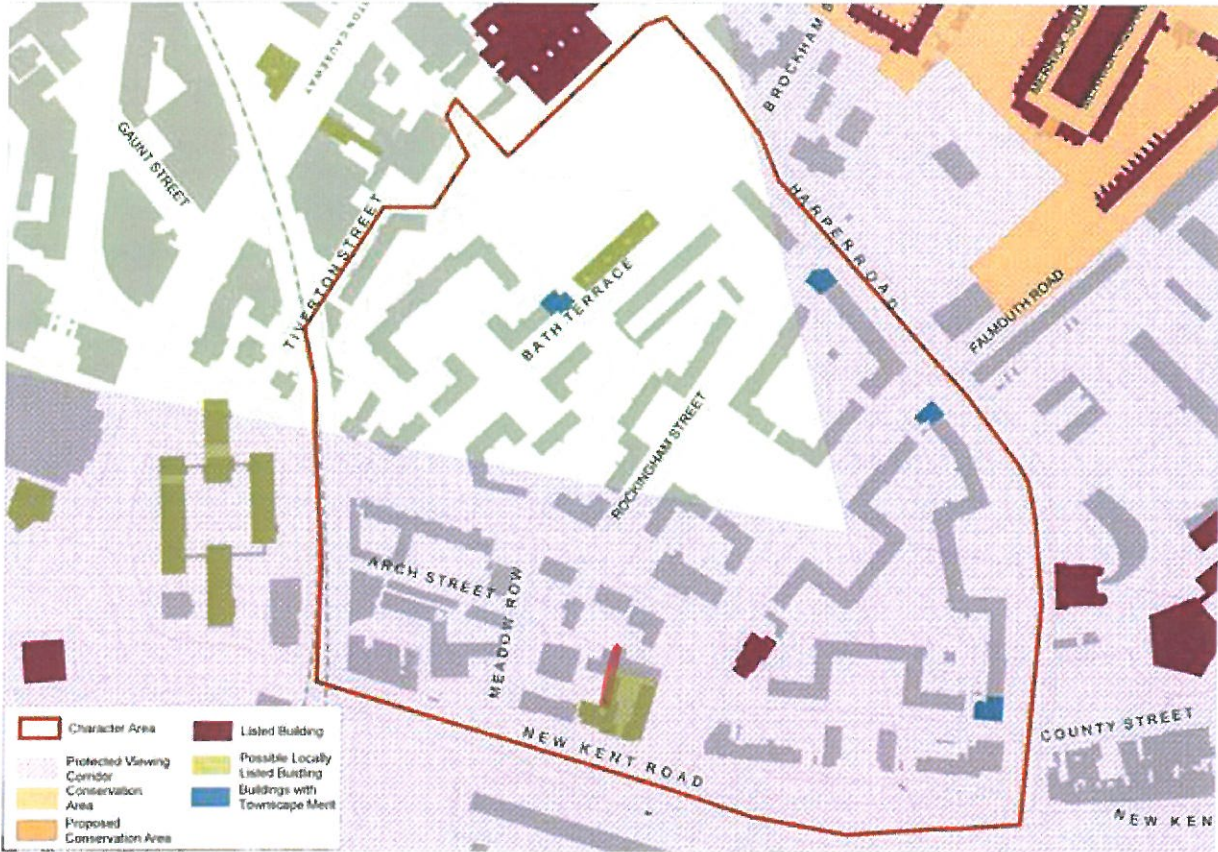 GAUNT STREET
BROCKHAM
TIVERTON STREET
HARPER ROAD
BATH TERRACE
FALMOUTH ROAD
ROCKINGHAM STREET
ARCH STREET
MEADOW ROW
NEW KENT ROAD
COUNTY STREET
NEW KEN
Character Area
Protected Viewing
Corridor
Conservation
Area
Proposed
Conservation Area
Listed Building
Possible Locally
Listed Building
Buildings with
Townscape Merit